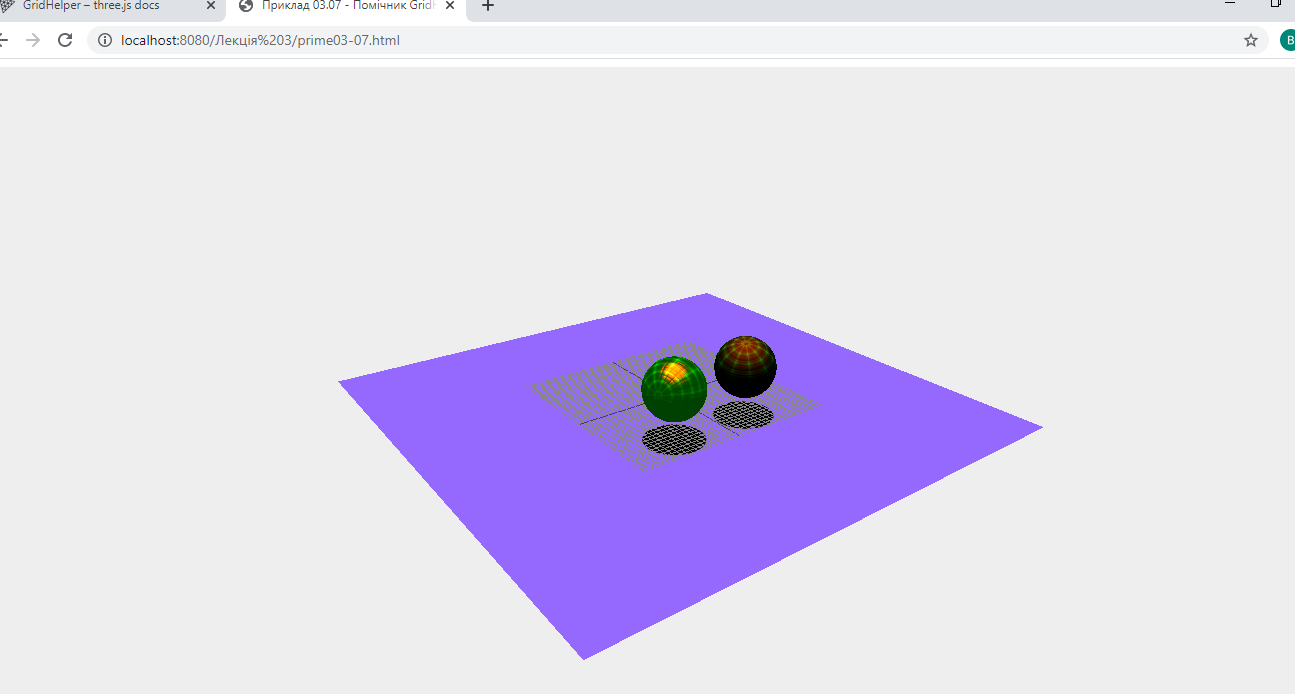 GridHelper – three.js docs
Приклад 03.07 - Помічник Grid
localhost:8080/Лекція%203/prime03-07.html
B